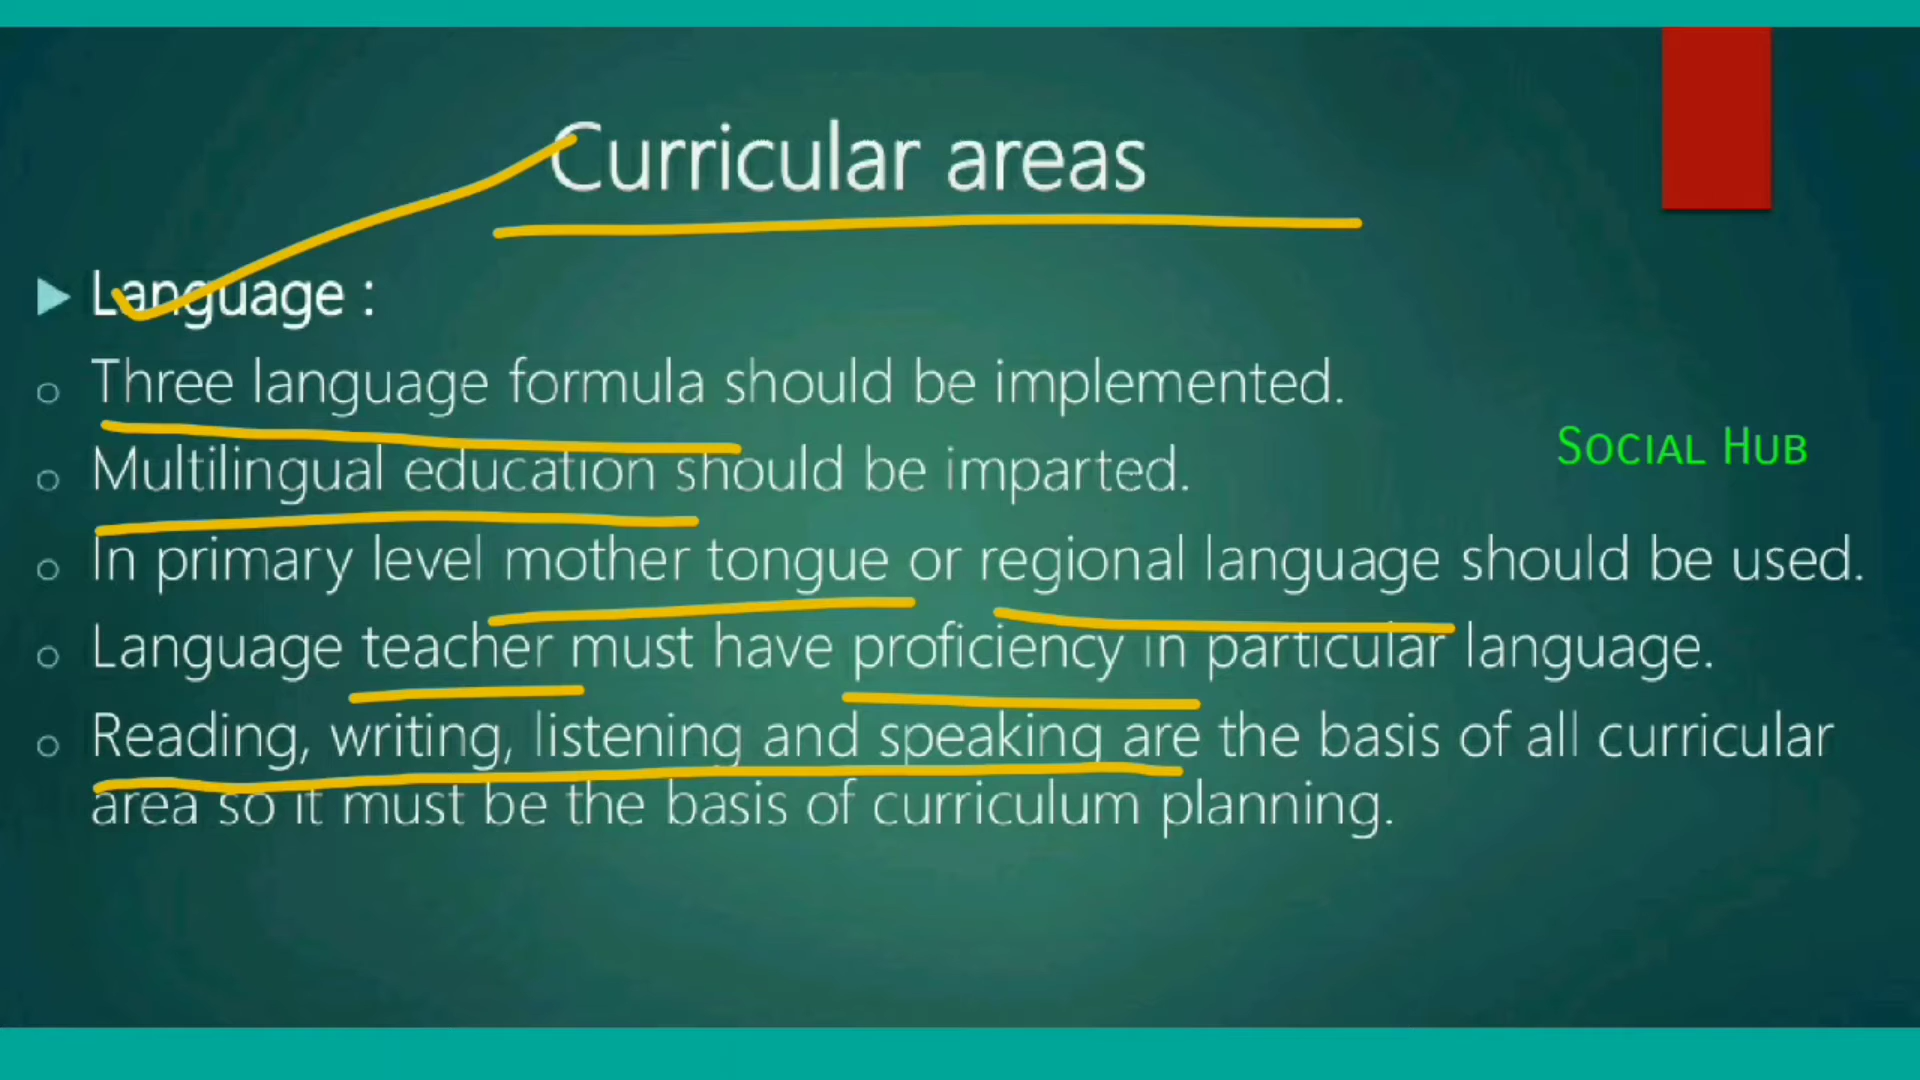 Curricular areas
Language :
Three language formula should be implemented.
Multilingual education should be imparted.
SOCIAL HUB
In primary level mother tongue or regional language should be used.
Language teacher must have proficiency in particular language.
Reading, writing, listening and speaking are the basis of all curricular
area so it must be the basis of curriculum planning.